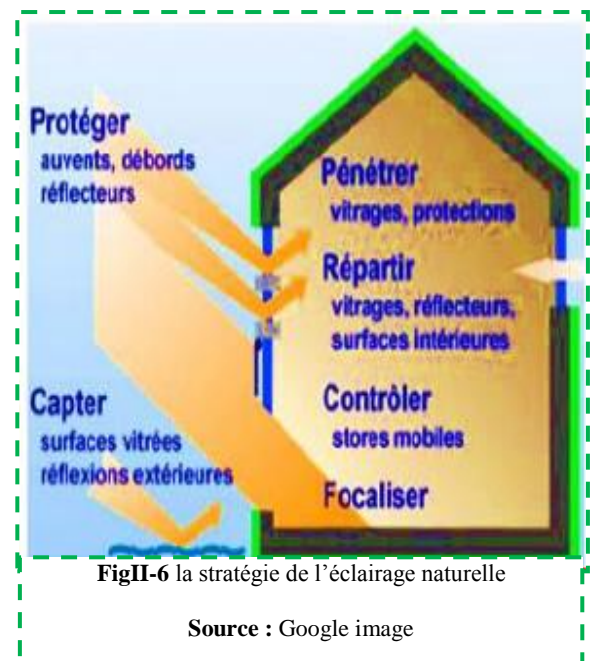 Protéger
auvents, débords
réflecteurs
Capter
surfaces vitrées
réflexions extérieures
Pénétrer
vitrages, protections
Répartir
vitrages, réflecteurs,
surfaces intérieures
Contrôler
stores mobiles
Focaliser
FigII-6 la stratégie de l’éclairage naturelle
Source : Google image